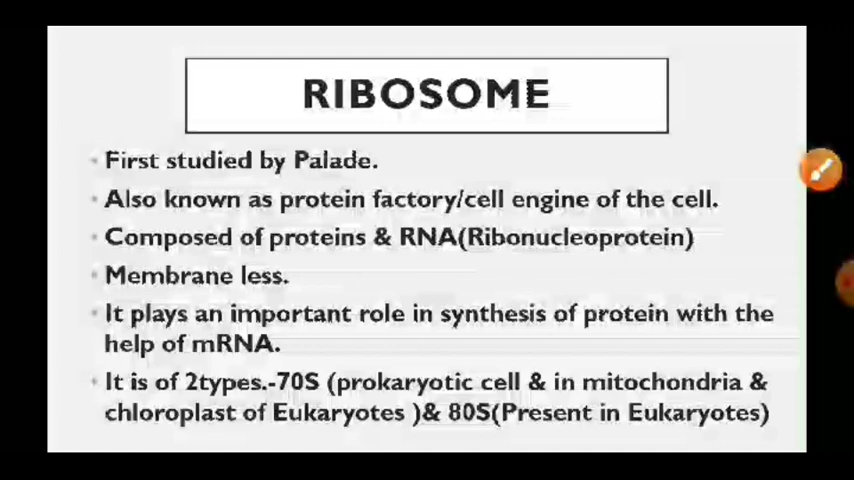 RIBOSOME
• First studied by Palade.
• Also known as protein factory/cell engine of the cell.
• Composed of proteins & RNA(Ribonucleoprotein)
• Membrane less.
• It plays an important role in synthesis of protein with the
help of mRNA.
• It is of 2types.-70S (prokaryotic cell & in mitochondria &
chloroplast of Eukaryotes )& 80S(Present in Eukaryotes)